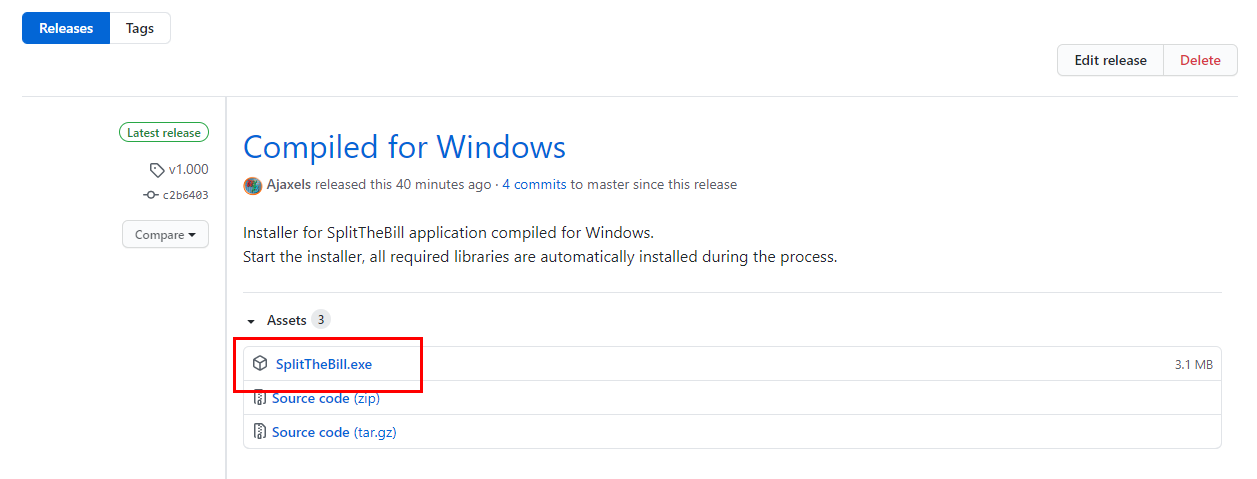 Releases Tags
Edit release Delete
Latest release
v1.000
c2b6403
Compare
Compiled for Windows
Ajaxels released this 40 minutes ago · 4 commits to master since this release
Installer for SplitTheBill application compiled for Windows.
Start the installer, all required libraries are automatically installed during the process.
Assets 3
SplitTheBill.exe 3.1 MB
Source code (zip)
Source code (tar.gz)